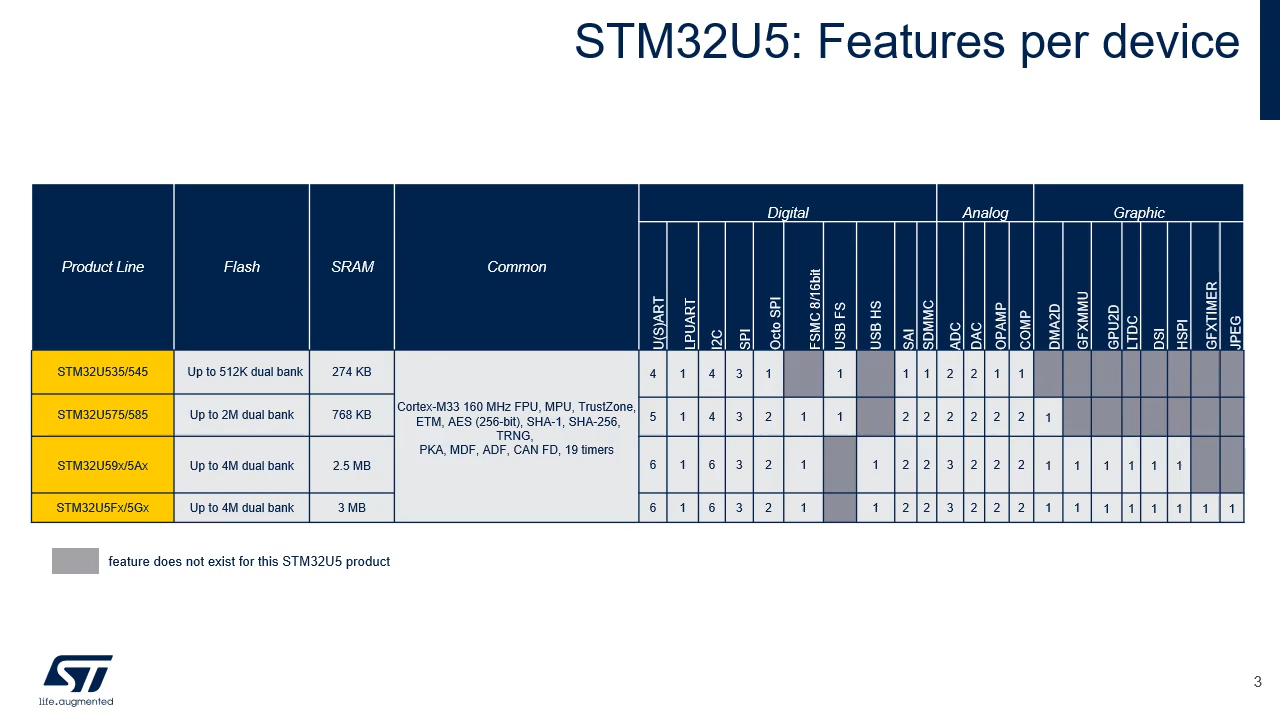 STM32U5: Features per device
Product Line Flash SRAM Common Digital Analog Graphic
U(S)ART LPUART I2C SPI Octo SPI FSMC 8/16bit USB FS USB HS SAI SDMMC ADC DAC OPAMP COMP DMA2D GFXMMU GPU2D LTDC DSI HSPI GFXTIMER JPEG
STM32U535/545 Up to 512K dual bank 274 KB 4 1 4 3 1 1 1 1 2 2 1 1
STM32U575/585 Up to 2M dual bank 768 KB 5 1 4 3 2 1 1 2 2 2 2 2 2 1
STM32U59x/5Ax Up to 4M dual bank 2.5 MB 6 1 6 3 2 1 1 2 2 3 2 2 2 1 1 1 1 1 1
STM32U5Fx/5Gx Up to 4M dual bank 3 MB 6 1 6 3 2 1 1 2 2 3 2 2 2 1 1 1 1 1 1 1 1
Cortex-M33 160 MHz FPU, MPU, TrustZone,
ETM, AES (256-bit), SHA-1, SHA-256,
TRNG,
PKA, MDF, ADF, CAN FD, 19 timers
feature does not exist for this STM32U5 product
ST
life.augmented
3